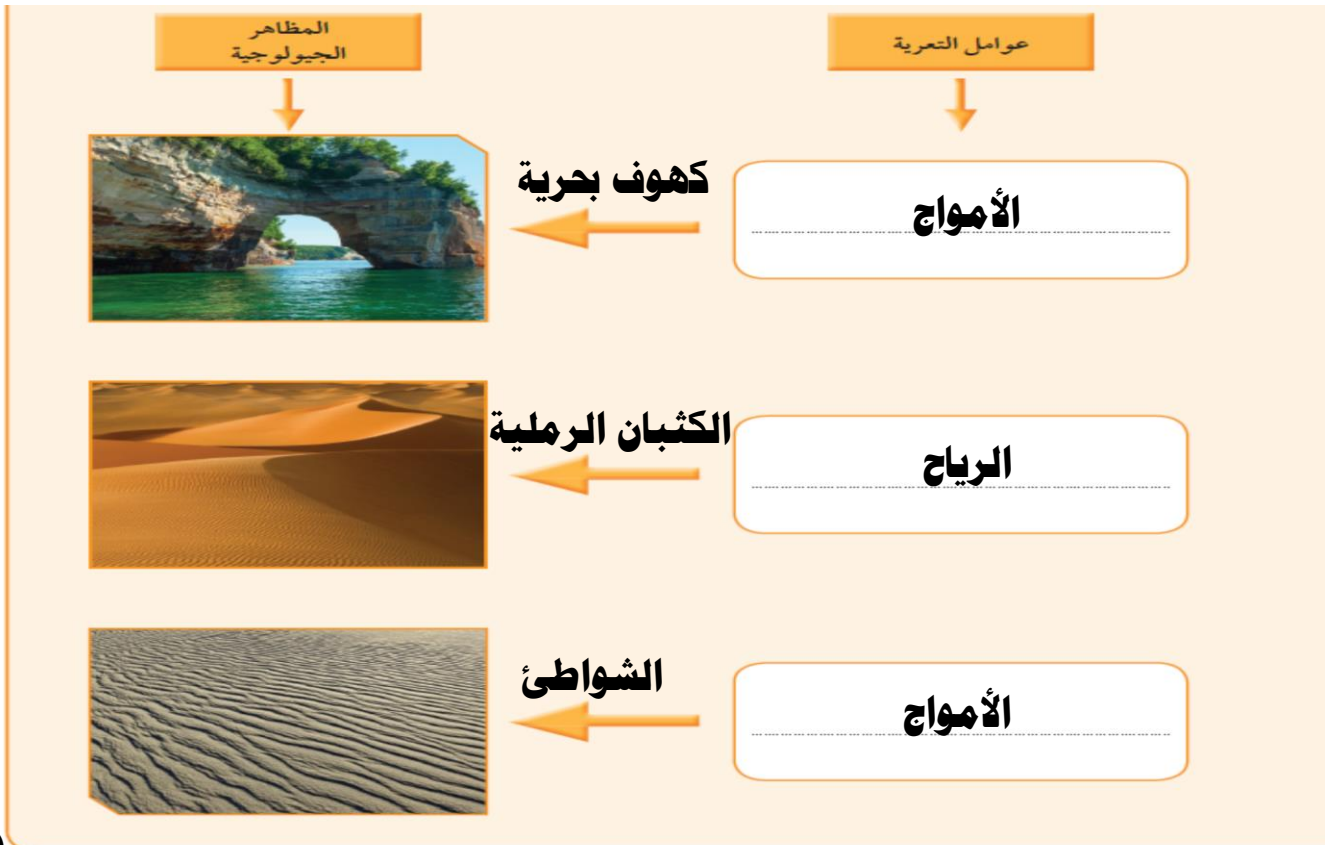 عوامل التعرية
المظاهر
الجيولوجية
الأمواج
كهوف بحرية
الرياح
الكثبان الرملية
الأمواج
الشواطئ